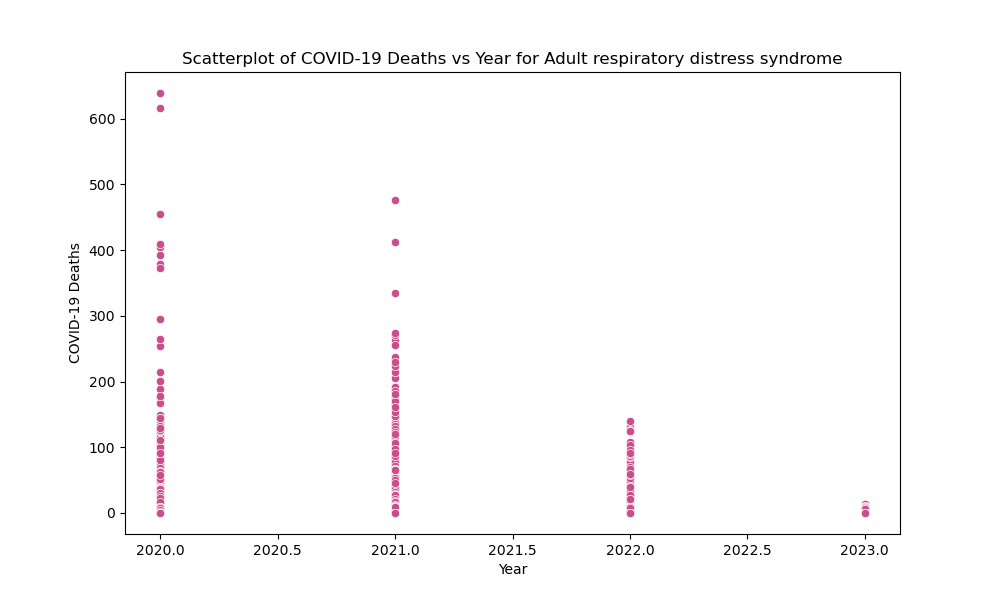 Scatterplot of COVID-19 Deaths vs Year for Adult respiratory distress syndrome
COVID-19 Deaths
600
500
400
300
200
100
0
2020.0 2020.5 2021.0 2021.5 2022.0 2022.5 2023.0
Year